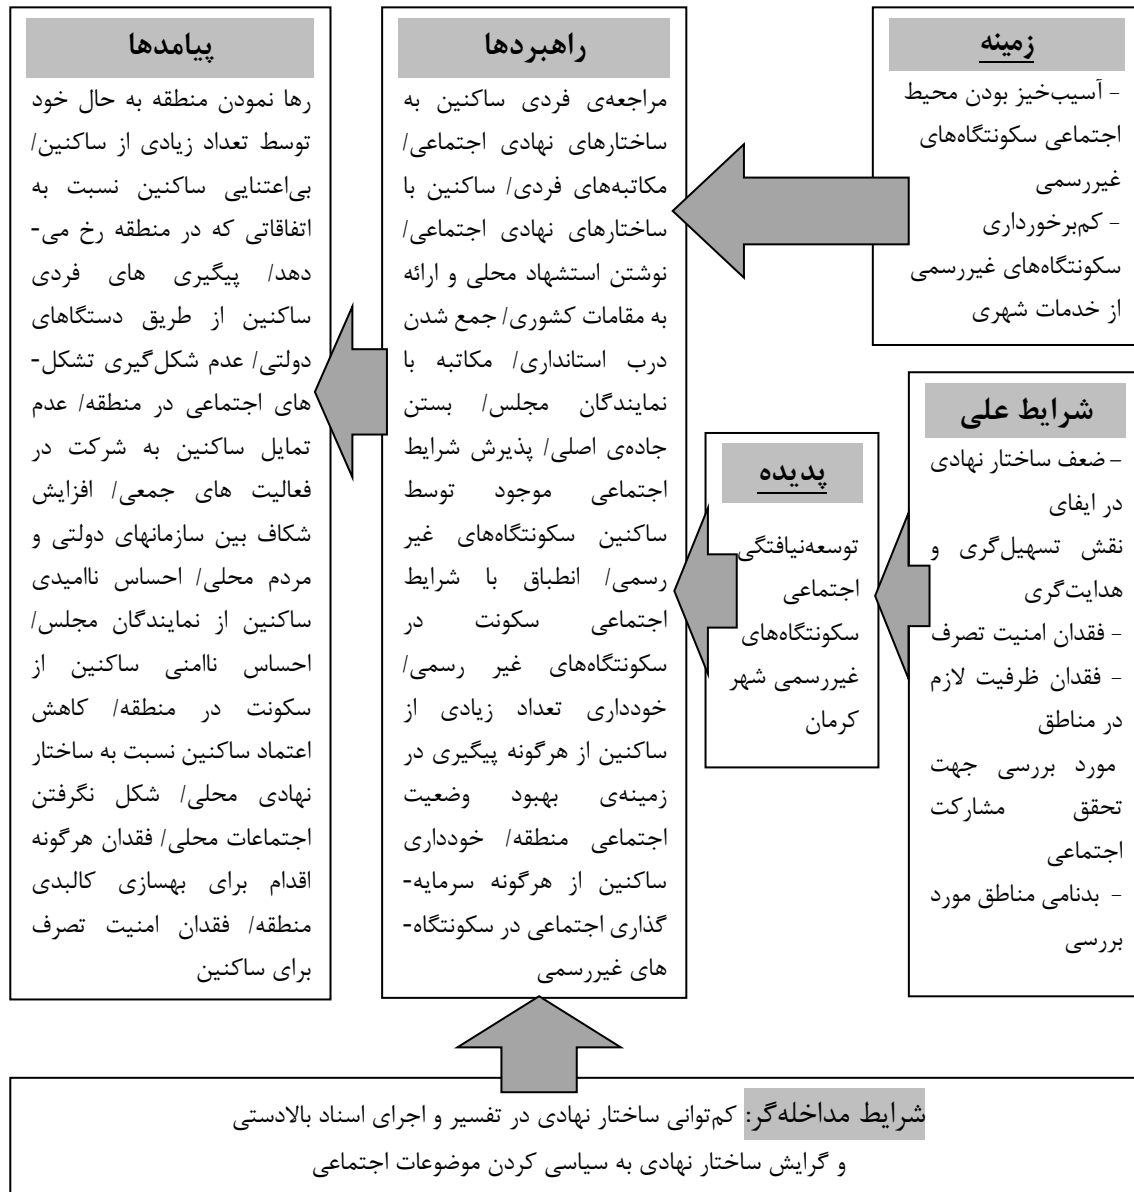 زمینه
- آسیب‌خیز بودن محیط
اجتماعی سکونتگاه‌های
غیررسمی
- کم‌برخورداری
سکونتگاه‌های غیررسمی
از خدمات شهری
شرایط علی
- ضعف ساختار نهادی
در ایفای
نقش تسهیل‌گری و
هدایت‌گری
- فقدان امنیت تصرف
- فقدان ظرفیت لازم
در مناطق
مورد بررسی جهت
تحقق مشارکت
اجتماعی
- بدنامی مناطق مورد
بررسی
پدیده
توسعه‌نیافتگی
اجتماعی
سکونتگاه‌های
غیررسمی شهر
کرمان
راهبردها
مراجعه‌ی فردی ساکنین به
ساختارهای نهادی اجتماعی/
مکاتبه‌های فردی/ ساکنین با
ساختارهای نهادی اجتماعی/
نوشتن استشهاد محلی و ارائه
به مقامات کشوری/ جمع شدن
درب استانداری/ مکاتبه با
نمایندگان مجلس/ بستن
جاده‌ی اصلی/ پذیرش شرایط
اجتماعی موجود توسط
ساکنین سکونتگاه‌های غیر
رسمی/ انطباق با شرایط
اجتماعی سکونت در
سکونتگاه‌های غیر رسمی/
خودداری تعداد زیادی از
ساکنین از هرگونه پیگیری در
زمینه‌ی بهبود وضعیت
اجتماعی منطقه/ خودداری
ساکنین از هرگونه سرمایه-
گذاری اجتماعی در سکونتگاه-
های غیررسمی
پیامدها
رها نمودن منطقه به حال خود
توسط تعداد زیادی از ساکنین/
بی‌اعتنایی ساکنین نسبت به
اتفاقاتی که در منطقه رخ می-
دهد/ پیگیری های فردی
ساکنین از طریق دستگاهای
دولتی/ عدم شکل‌گیری تشکل-
های اجتماعی در منطقه/ عدم
تمایل ساکنین به شرکت در
فعالیت های جمعی/ افزایش
شکاف بین سازمانهای دولتی و
مردم محلی/ احساس ناامیدی
ساکنین از نمایندگان مجلس/
احساس ناامنی ساکنین از
سکونت در منطقه/ کاهش
اعتماد ساکنین نسبت به ساختار
نهادی محلی/ شکل نگرفتن
اجتماعات محلی/ فقدان هرگونه
اقدام برای بهسازی کالبدی
منطقه/ فقدان امنیت تصرف
برای ساکنین
شرایط مداخله‌گر: کم‌توانی ساختار نهادی در تفسیر و اجرای اسناد بالادستی
و گرایش ساختار نهادی به سیاسی کردن موضوعات اجتماعی